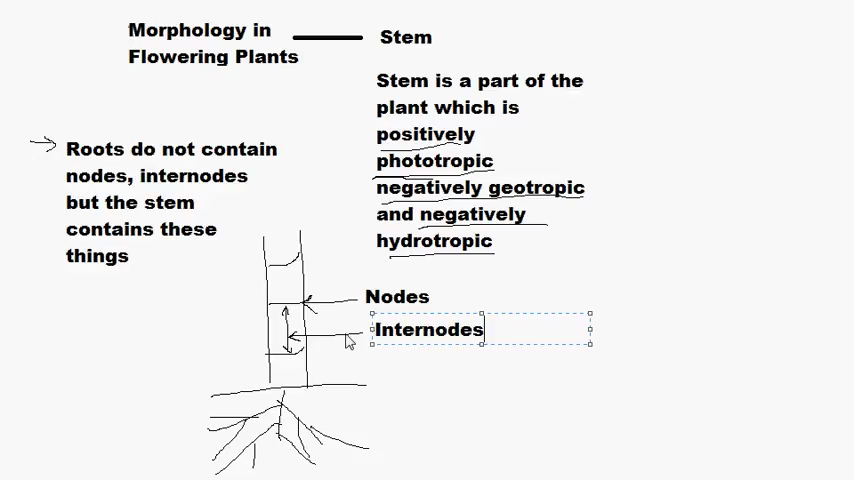 Morphology in
Flowering Plants
Stem
Stem is a part of the
plant which is
positively
phototropic
negatively geotropic
and negatively
hydrotropic
Roots do not contain
nodes, internodes
but the stem
contains these
things
Nodes
Internodes